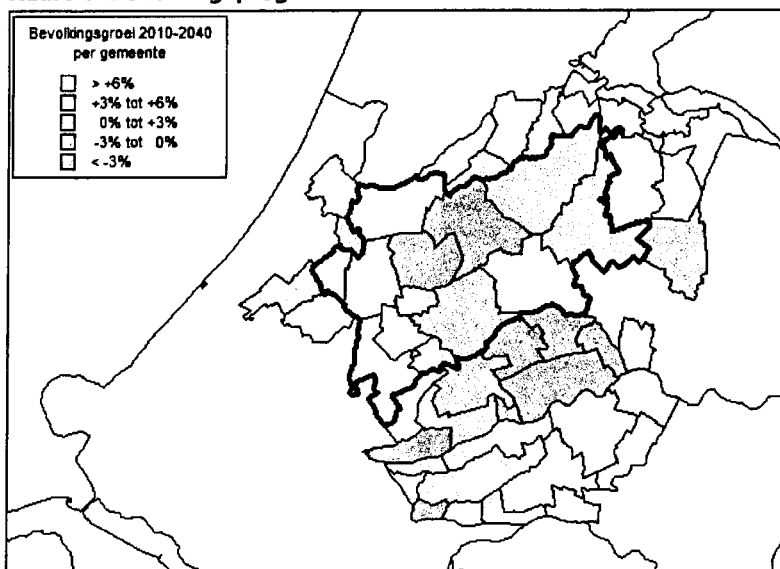 Bevolkingsgroei 2010-2040
per gemeente
> +6%
+3% tot +6%
0% tot +3%
-3% tot 0%
< -3%